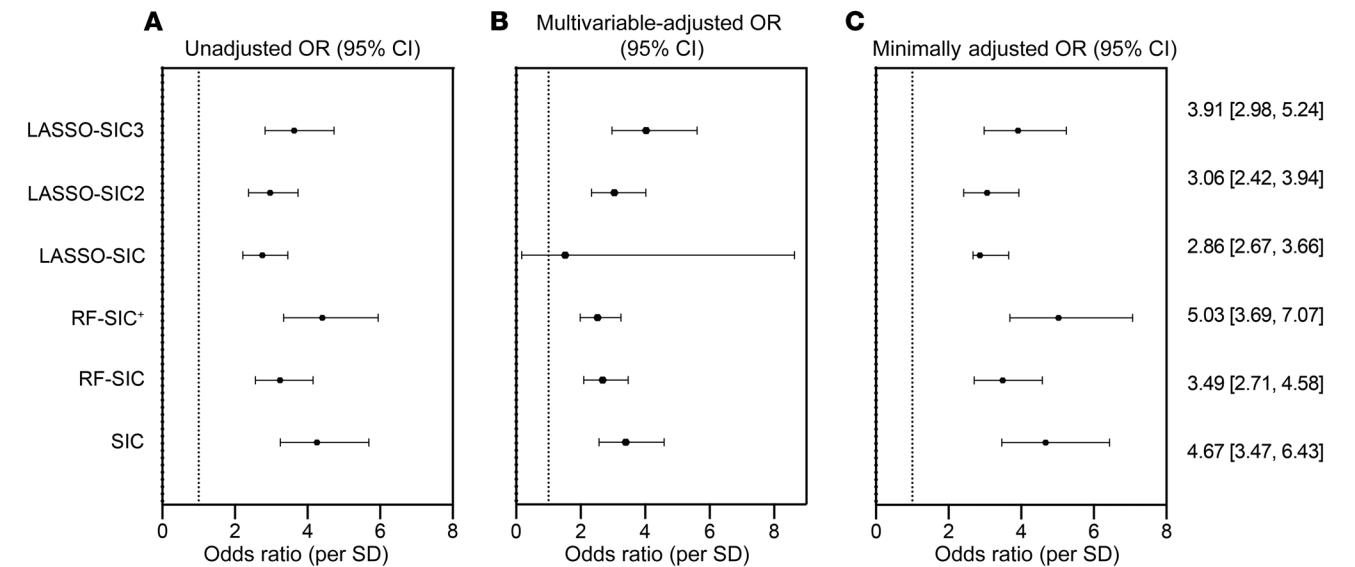 A
Unadjusted OR (95% CI)
B
Multivariable-adjusted OR
(95% CI)
C
Minimally adjusted OR (95% CI)
LASSO-SIC3
LASSO-SIC2
LASSO-SIC
RF-SIC⁺
RF-SIC
SIC
0 2 4 6 8
Odds ratio (per SD)
0 2 4 6 8
Odds ratio (per SD)
0 2 4 6 8
Odds ratio (per SD)
3.91 [2.98, 5.24]
3.06 [2.42, 3.94]
2.86 [2.67, 3.66]
5.03 [3.69, 7.07]
3.49 [2.71, 4.58]
4.67 [3.47, 6.43]